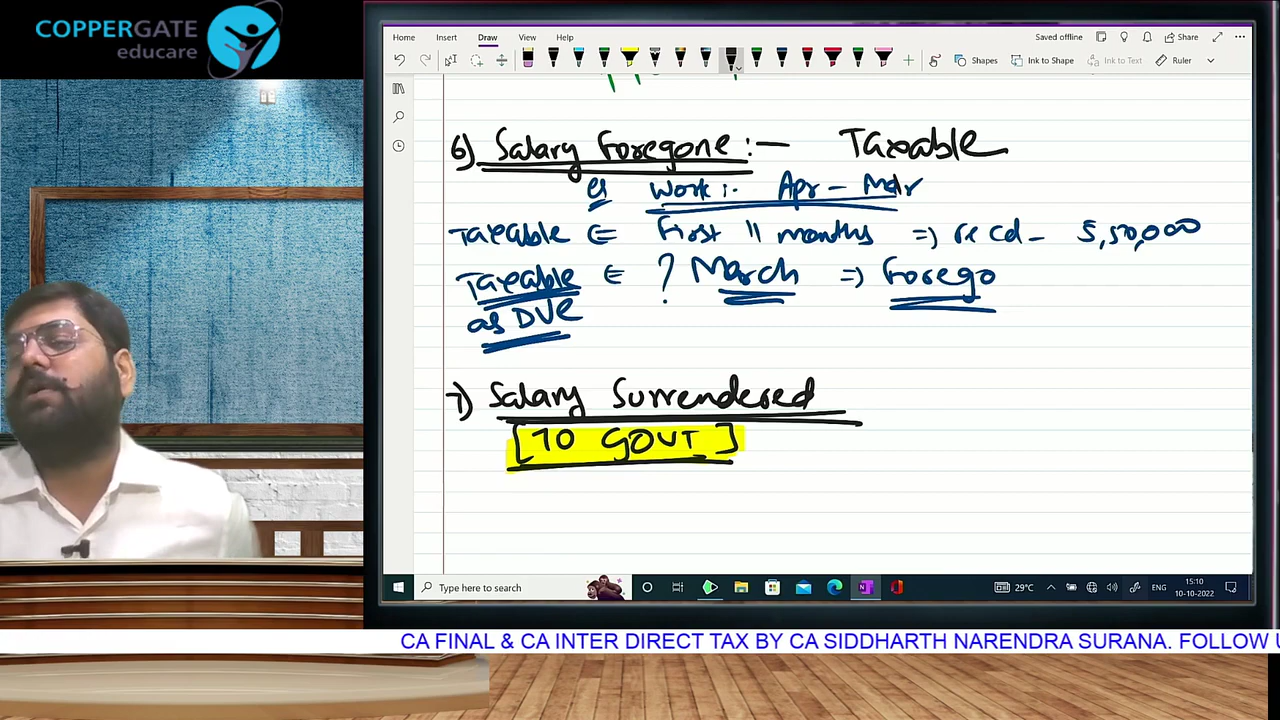 COPPERGATE
educare
Home Insert Draw View Help
Saved offline
Share
Shapes
Ink to Shape
Ink to Text
Ruler
6) Salary Foregone :- Taxable
eg Work :- Apr - Mar
Taxable ∈ First 11 months => recd - 5,50,000
Taxable ∈ ? March => Forego
as DUE
7) Salary Surrendered
[TO GOVT]
Type here to search
29°C
ENG
15:10
10-10-2022
CA FINAL & CA INTER DIRECT TAX BY CA SIDDHARTH NARENDRA SURANA. FOLLOW U